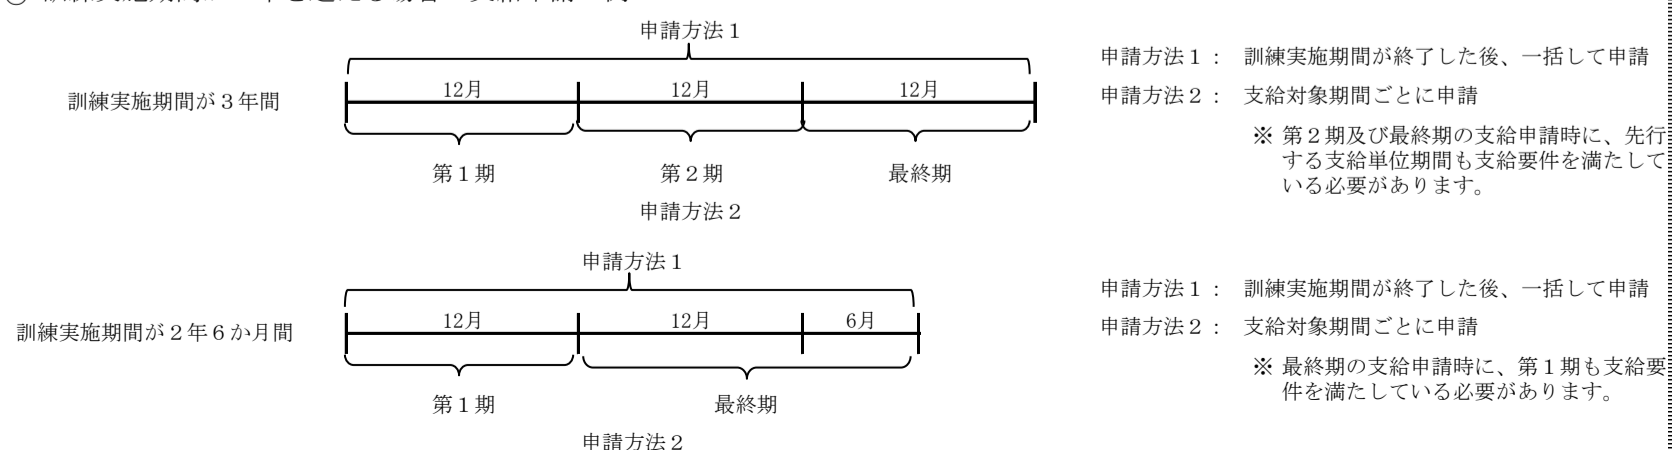 申請方法1
訓練実施期間が3年間
12月
12月
12月
第1期
第2期
最終期
申請方法2
申請方法1： 訓練実施期間が終了した後、一括して申請
申請方法2： 支給対象期間ごとに申請
※ 第2期及び最終期の支給申請時に、先行
する支給単位期間も支給要件を満たして
いる必要があります。
申請方法1
訓練実施期間が2年6か月間
12月
12月
6月
第1期
最終期
申請方法2
申請方法1： 訓練実施期間が終了した後、一括して申請
申請方法2： 支給対象期間ごとに申請
※ 最終期の支給申請時に、第1期も支給要
件を満たしている必要があります。